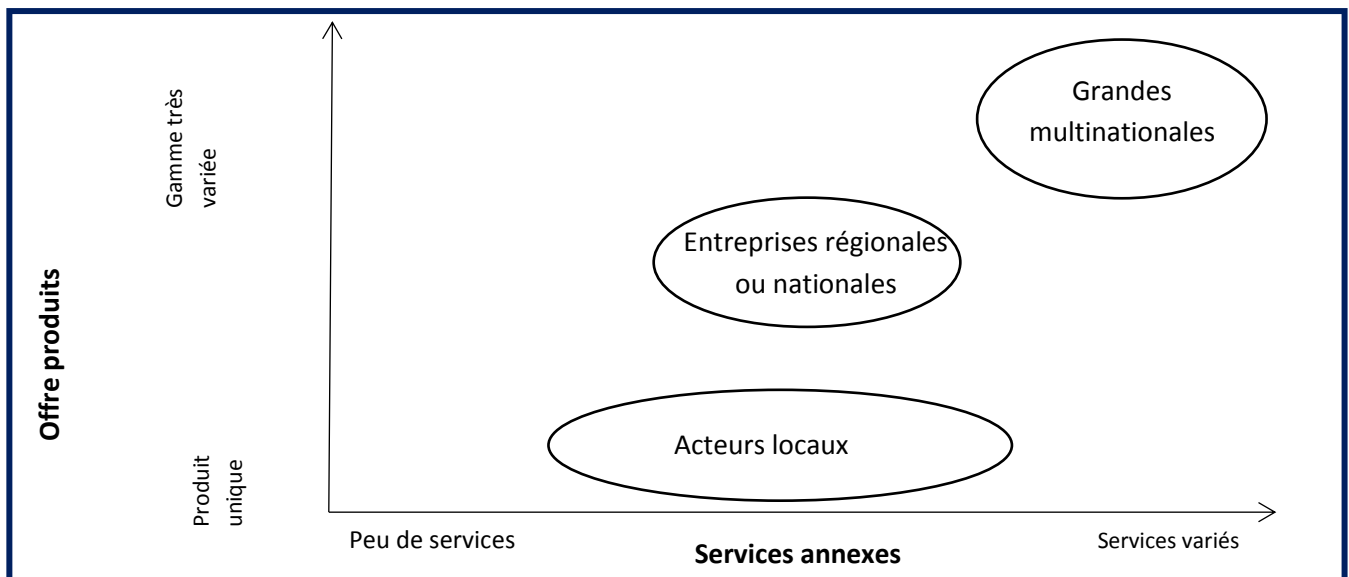 Gamme très
variée
Grandes
multinationales
Entreprises régionales
ou nationales
Offre produits
Acteurs locaux
Produit
unique
Peu de services
Services annexes
Services variés